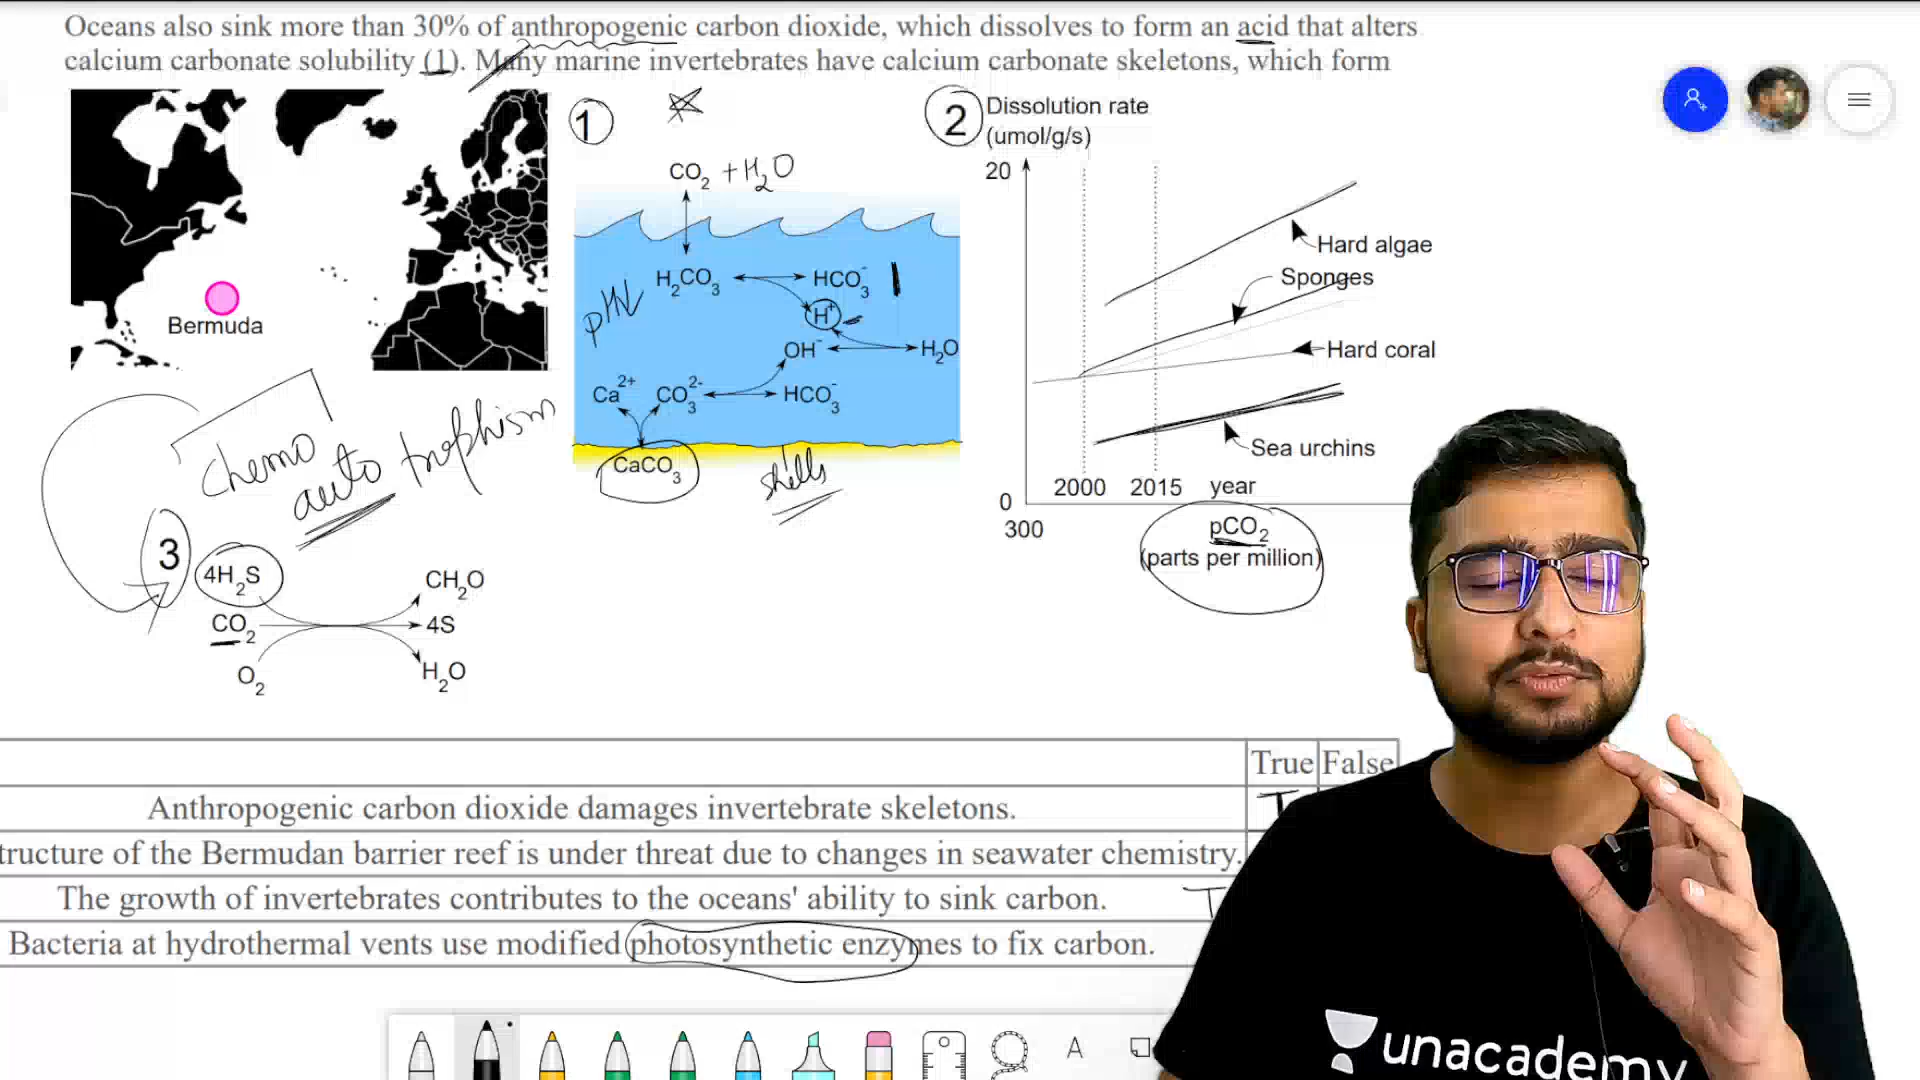 Oceans also sink more than 30% of anthropogenic carbon dioxide, which dissolves to form an acid that alters
calcium carbonate solubility (1). Many marine invertebrates have calcium carbonate skeletons, which form
Bermuda
1
CO2 + H2O
H2CO3
HCO3-
H+
pH↓
OH-
H2O
Ca2+
CO32-
HCO3-
CaCO3
shells
2
Dissolution rate
(umol/g/s)
20
Hard algae
Sponges
Hard coral
Sea urchins
2000 2015 year
0
300
pCO2
(parts per million)
chemo
auto trophism
3
4H2S
CO2
O2
CH2O
4S
H2O
True False
Anthropogenic carbon dioxide damages invertebrate skeletons. T
tructure of the Bermudan barrier reef is under threat due to changes in seawater chemistry.
The growth of invertebrates contributes to the oceans' ability to sink carbon. T
Bacteria at hydrothermal vents use modified photosynthetic enzymes to fix carbon.
A
unacademy